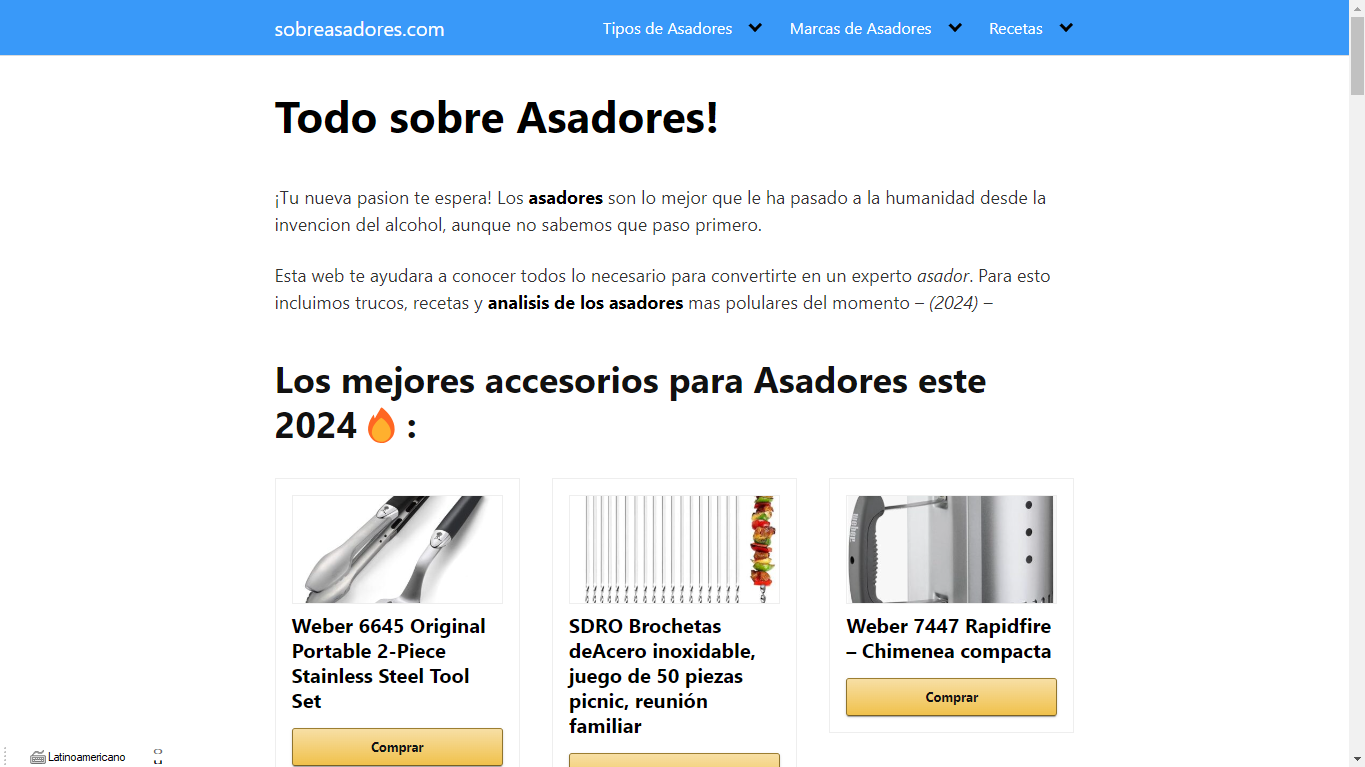 sobreasadores.com
Tipos de Asadores
Marcas de Asadores
Recetas
Todo sobre Asadores!
¡Tu nueva pasion te espera! Los asadores son lo mejor que le ha pasado a la humanidad desde la
invencion del alcohol, aunque no sabemos que paso primero.
Esta web te ayudara a conocer todos lo necesario para convertirte en un experto asador. Para esto
incluimos trucos, recetas y analisis de los asadores mas polulares del momento – (2024) –
Los mejores accesorios para Asadores este
2024 🔥 :
Weber 6645 Original
Portable 2-Piece
Stainless Steel Tool
Set
Comprar
SDRO Brochetas
deAcero inoxidable,
juego de 50 piezas
picnic, reunión
familiar
Weber 7447 Rapidfire
– Chimenea compacta
Comprar
Latinoamericano